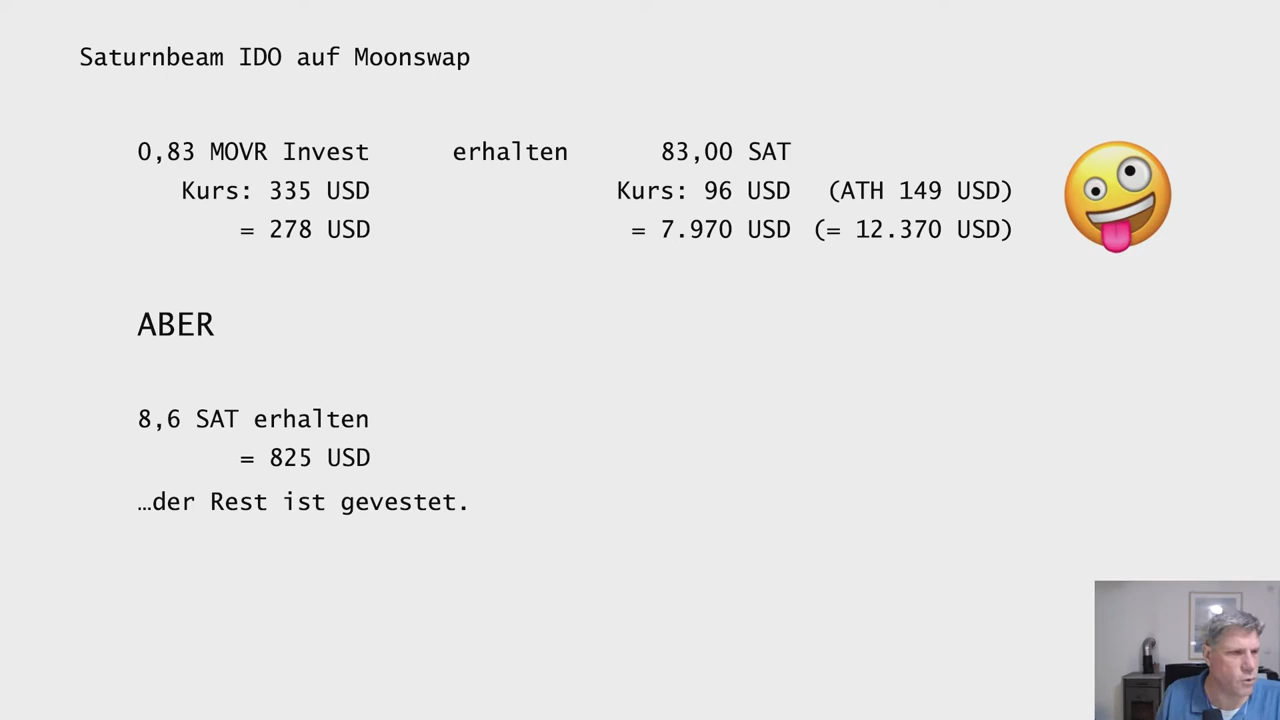 Saturnbeam IDO auf Moonswap
0,83 MOVR Invest erhalten 83,00 SAT
Kurs: 335 USD Kurs: 96 USD (ATH 149 USD)
= 278 USD = 7.970 USD (= 12.370 USD)
ABER
8,6 SAT erhalten
= 825 USD
…der Rest ist gevestet.